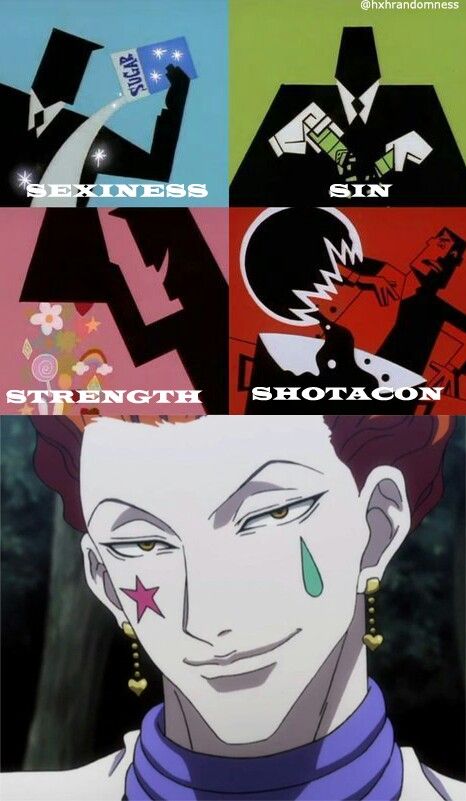 @hxhrandomness
SUGAR
SEXINESS
SIN
STRENGTH
SHOTACON